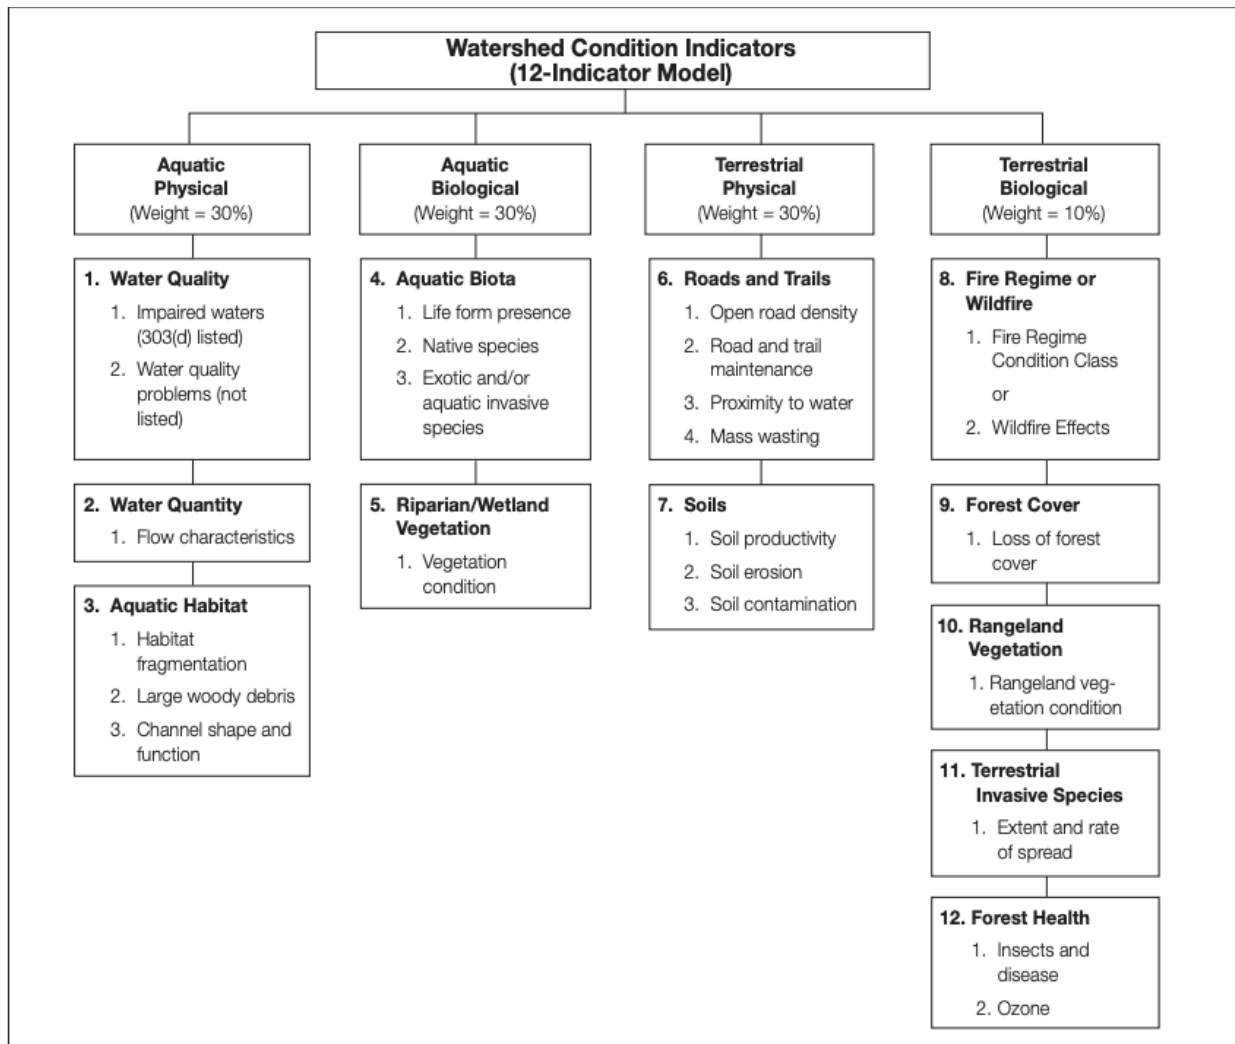 Watershed Condition Indicators
(12-Indicator Model)
Aquatic
Physical
(Weight = 30%)
1. Water Quality
1. Impaired waters
(303(d) listed)
2. Water quality
problems (not
listed)
2. Water Quantity
1. Flow characteristics
3. Aquatic Habitat
1. Habitat
fragmentation
2. Large woody debris
3. Channel shape and
function
Aquatic
Biological
(Weight = 30%)
4. Aquatic Biota
1. Life form presence
2. Native species
3. Exotic and/or
aquatic invasive
species
5. Riparian/Wetland
Vegetation
1. Vegetation
condition
Terrestrial
Physical
(Weight = 30%)
6. Roads and Trails
1. Open road density
2. Road and trail
maintenance
3. Proximity to water
4. Mass wasting
7. Soils
1. Soil productivity
2. Soil erosion
3. Soil contamination
Terrestrial
Biological
(Weight = 10%)
8. Fire Regime or
Wildfire
1. Fire Regime
Condition Class
or
2. Wildfire Effects
9. Forest Cover
1. Loss of forest
cover
10. Rangeland
Vegetation
1. Rangeland veg-
etation condition
11. Terrestrial
Invasive Species
1. Extent and rate
of spread
12. Forest Health
1. Insects and
disease
2. Ozone